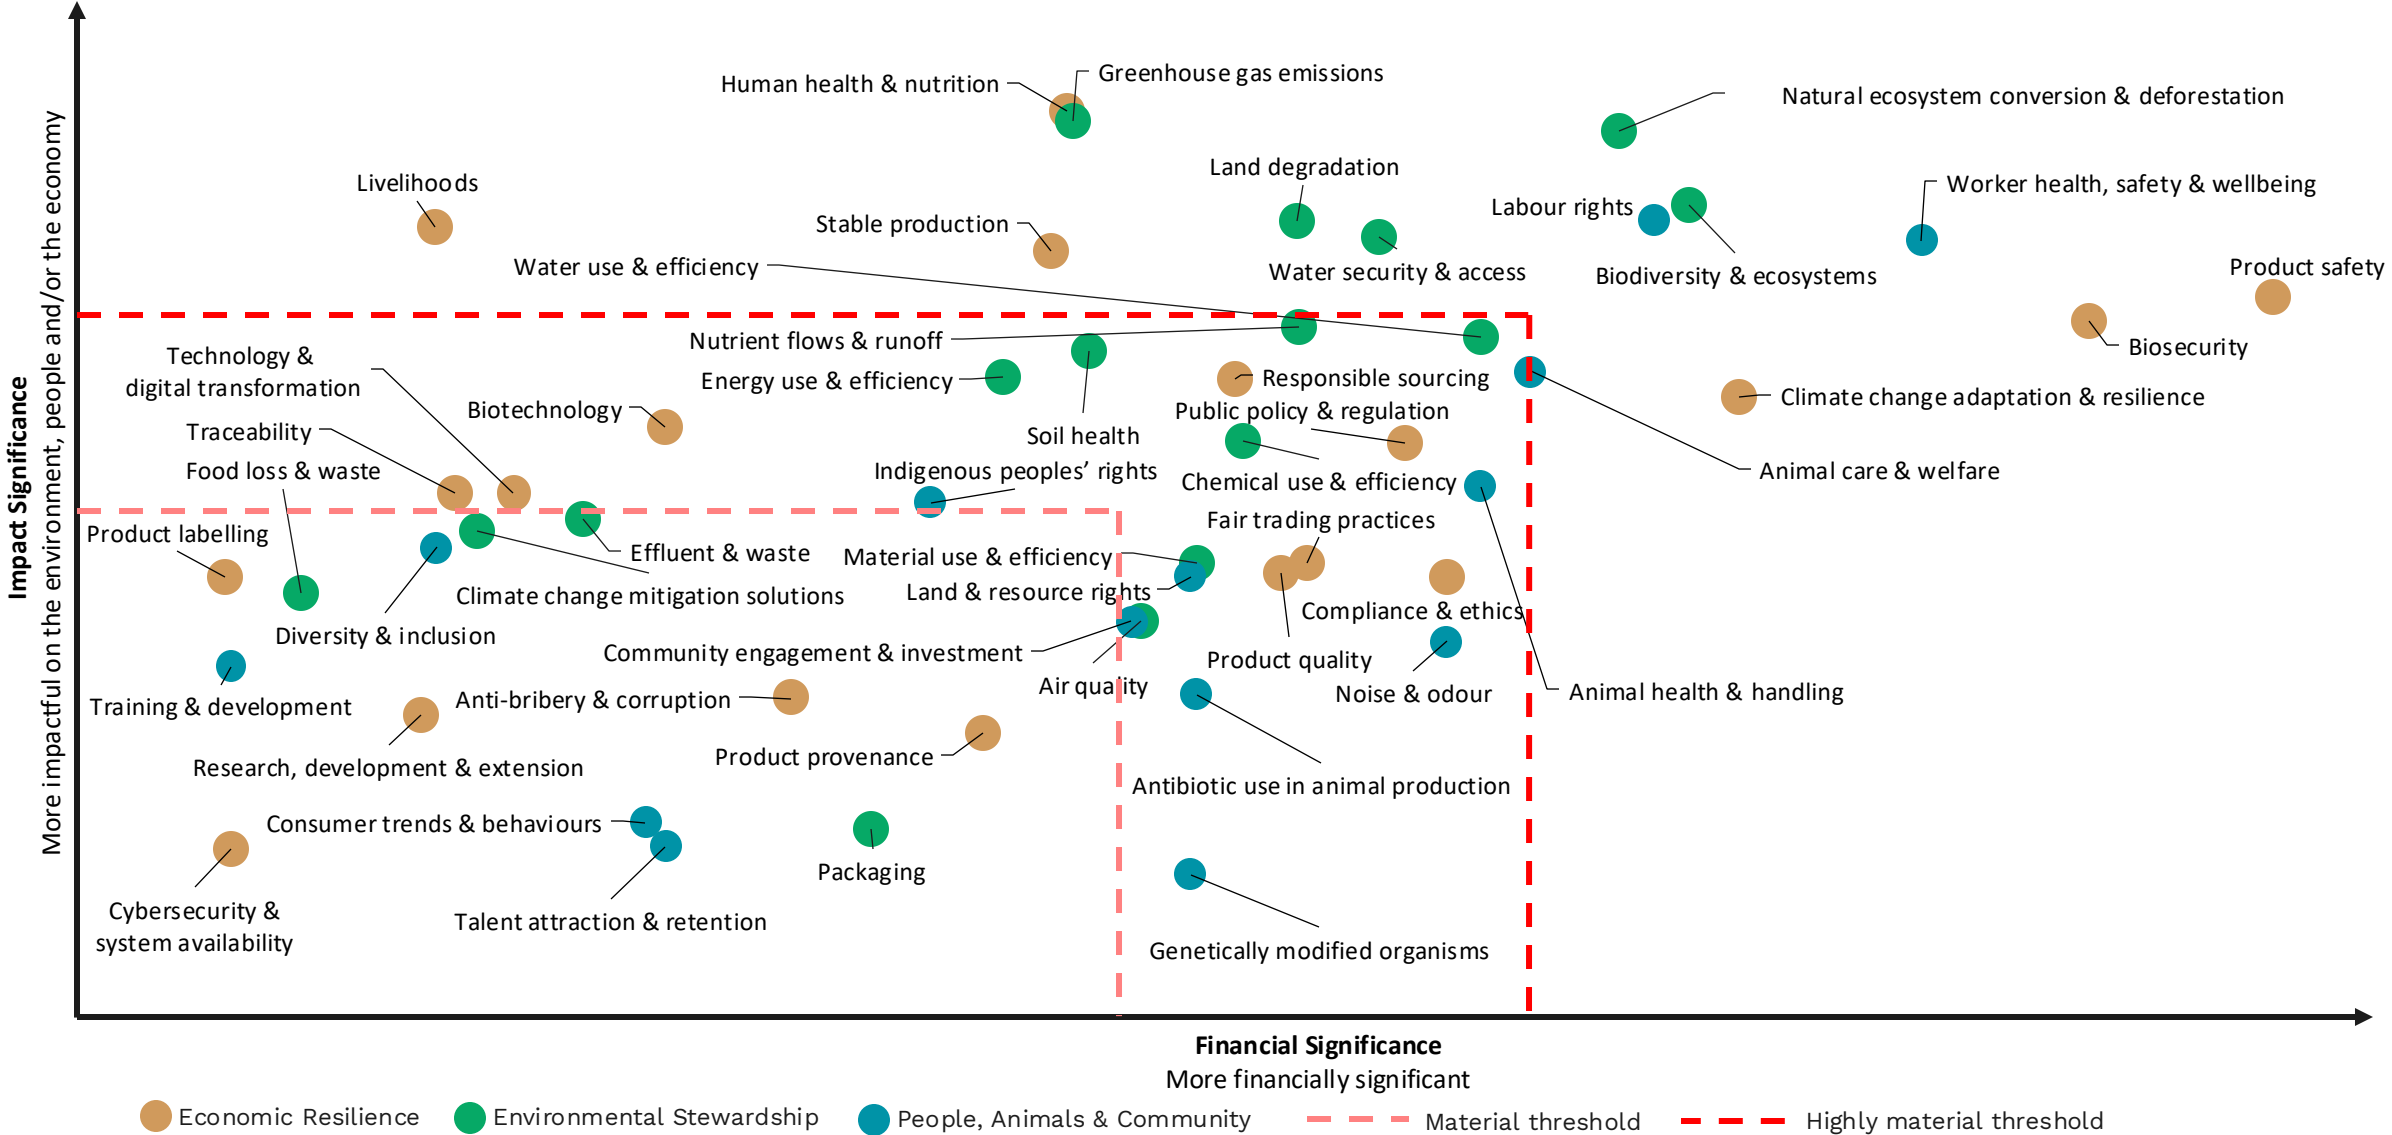 Human health & nutrition
Greenhouse gas emissions
Natural ecosystem conversion & deforestation
Land degradation
Livelihoods
Worker health, safety & wellbeing
Labour rights
Stable production
Water use & efficiency
Water security & access
Biodiversity & ecosystems
Product safety
Nutrient flows & runoff
Biosecurity
Technology &
digital transformation
Energy use & efficiency
Responsible sourcing
Climate change adaptation & resilience
Biotechnology
Public policy & regulation
Traceability
Soil health
Food loss & waste
Indigenous peoples’ rights
Chemical use & efficiency
Animal care & welfare
Product labelling
Fair trading practices
Effluent & waste
Material use & efficiency
Climate change mitigation solutions
Land & resource rights
Compliance & ethics
Diversity & inclusion
Community engagement & investment
Product quality
Air quality
Noise & odour
Animal health & handling
Training & development
Anti-bribery & corruption
Product provenance
Research, development & extension
Antibiotic use in animal production
Consumer trends & behaviours
Packaging
Cybersecurity &
system availability
Talent attraction & retention
Genetically modified organisms
Impact Significance
More impactful on the environment, people and/or the economy
Financial Significance
More financially significant
Economic Resilience
Environmental Stewardship
People, Animals & Community
Material threshold
Highly material threshold